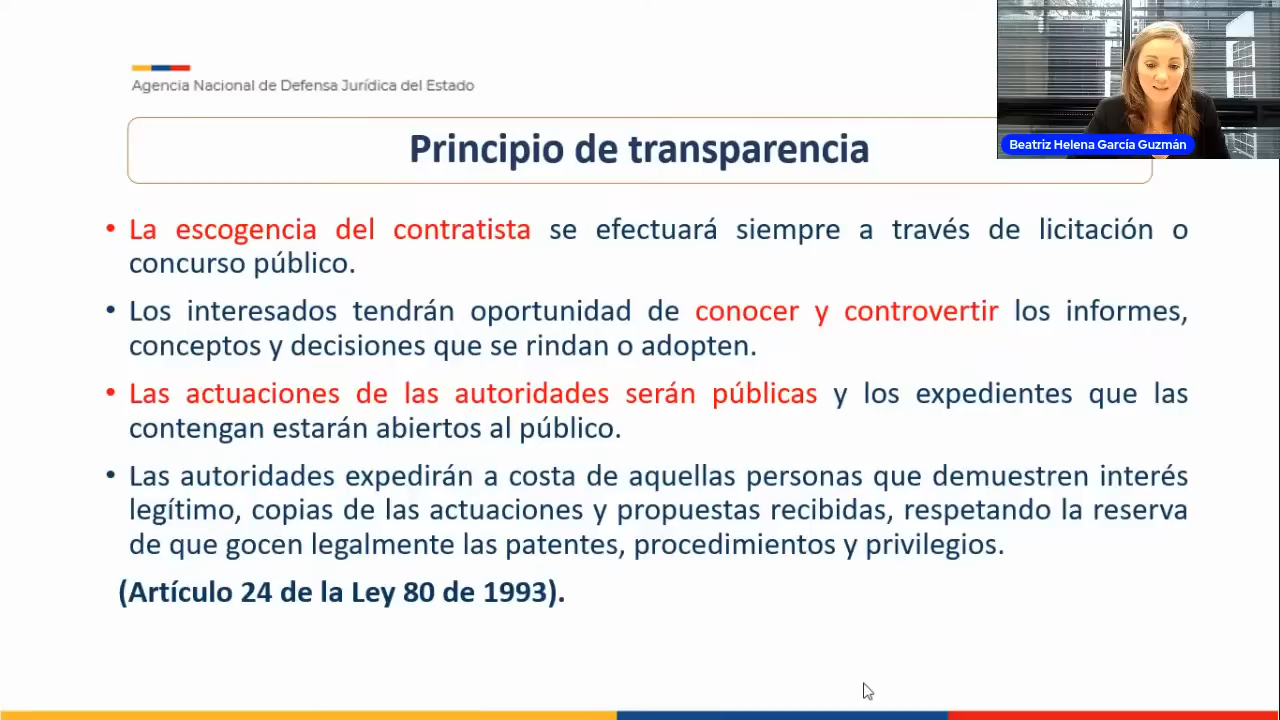 Agencia Nacional de Defensa Jurídica del Estado
Beatriz Helena García Guzmán
Principio de transparencia
• La escogencia del contratista se efectuará siempre a través de licitación o
concurso público.
• Los interesados tendrán oportunidad de conocer y controvertir los informes,
conceptos y decisiones que se rindan o adopten.
• Las actuaciones de las autoridades serán públicas y los expedientes que las
contengan estarán abiertos al público.
• Las autoridades expedirán a costa de aquellas personas que demuestren interés
legítimo, copias de las actuaciones y propuestas recibidas, respetando la reserva
de que gocen legalmente las patentes, procedimientos y privilegios.
(Artículo 24 de la Ley 80 de 1993).